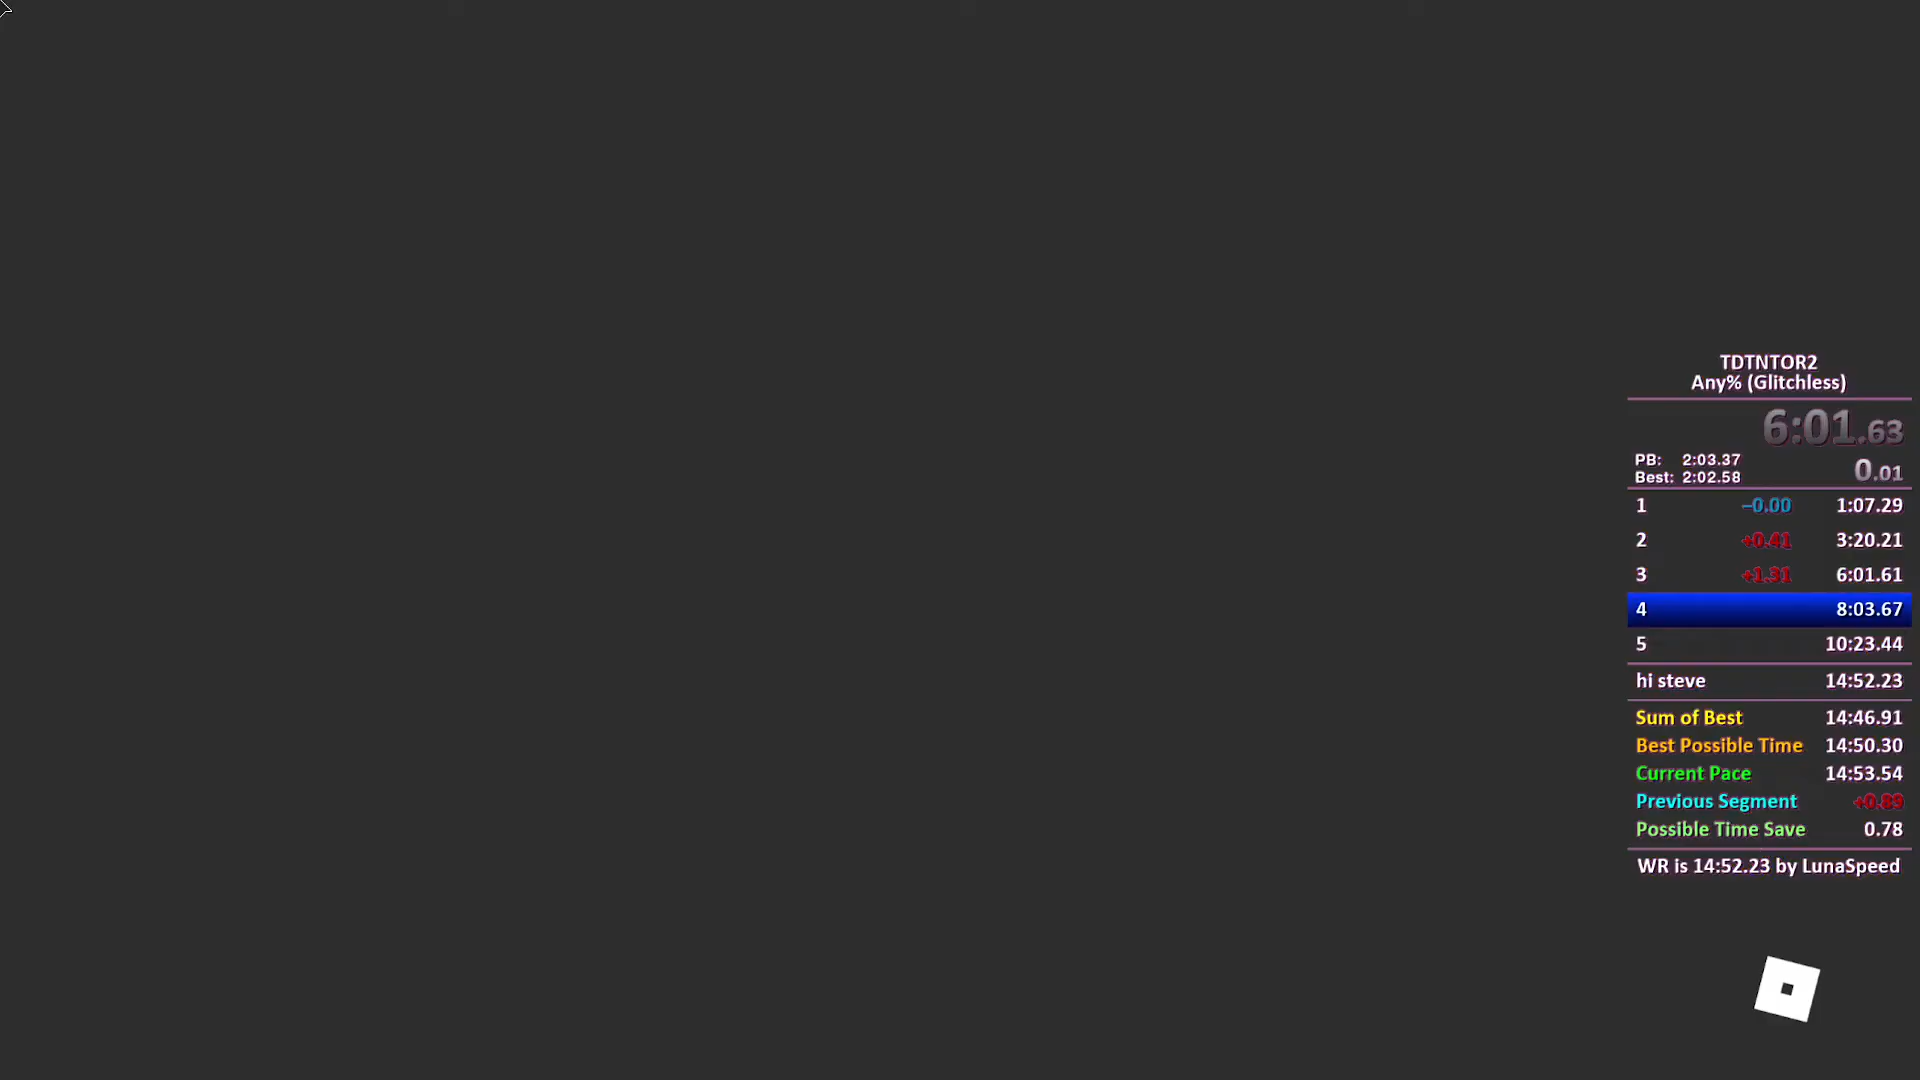 TDTNTOR2
Any% (Glitchless)
6:01.63
PB: 2:03.37 0.01
Best: 2:02.58
1 −0.00 1:07.29
2 +0.41 3:20.21
3 +1.31 6:01.61
4 8:03.67
5 10:23.44
hi steve 14:52.23
Sum of Best 14:46.91
Best Possible Time 14:50.30
Current Pace 14:53.54
Previous Segment +0.89
Possible Time Save 0.78
WR is 14:52.23 by LunaSpeed